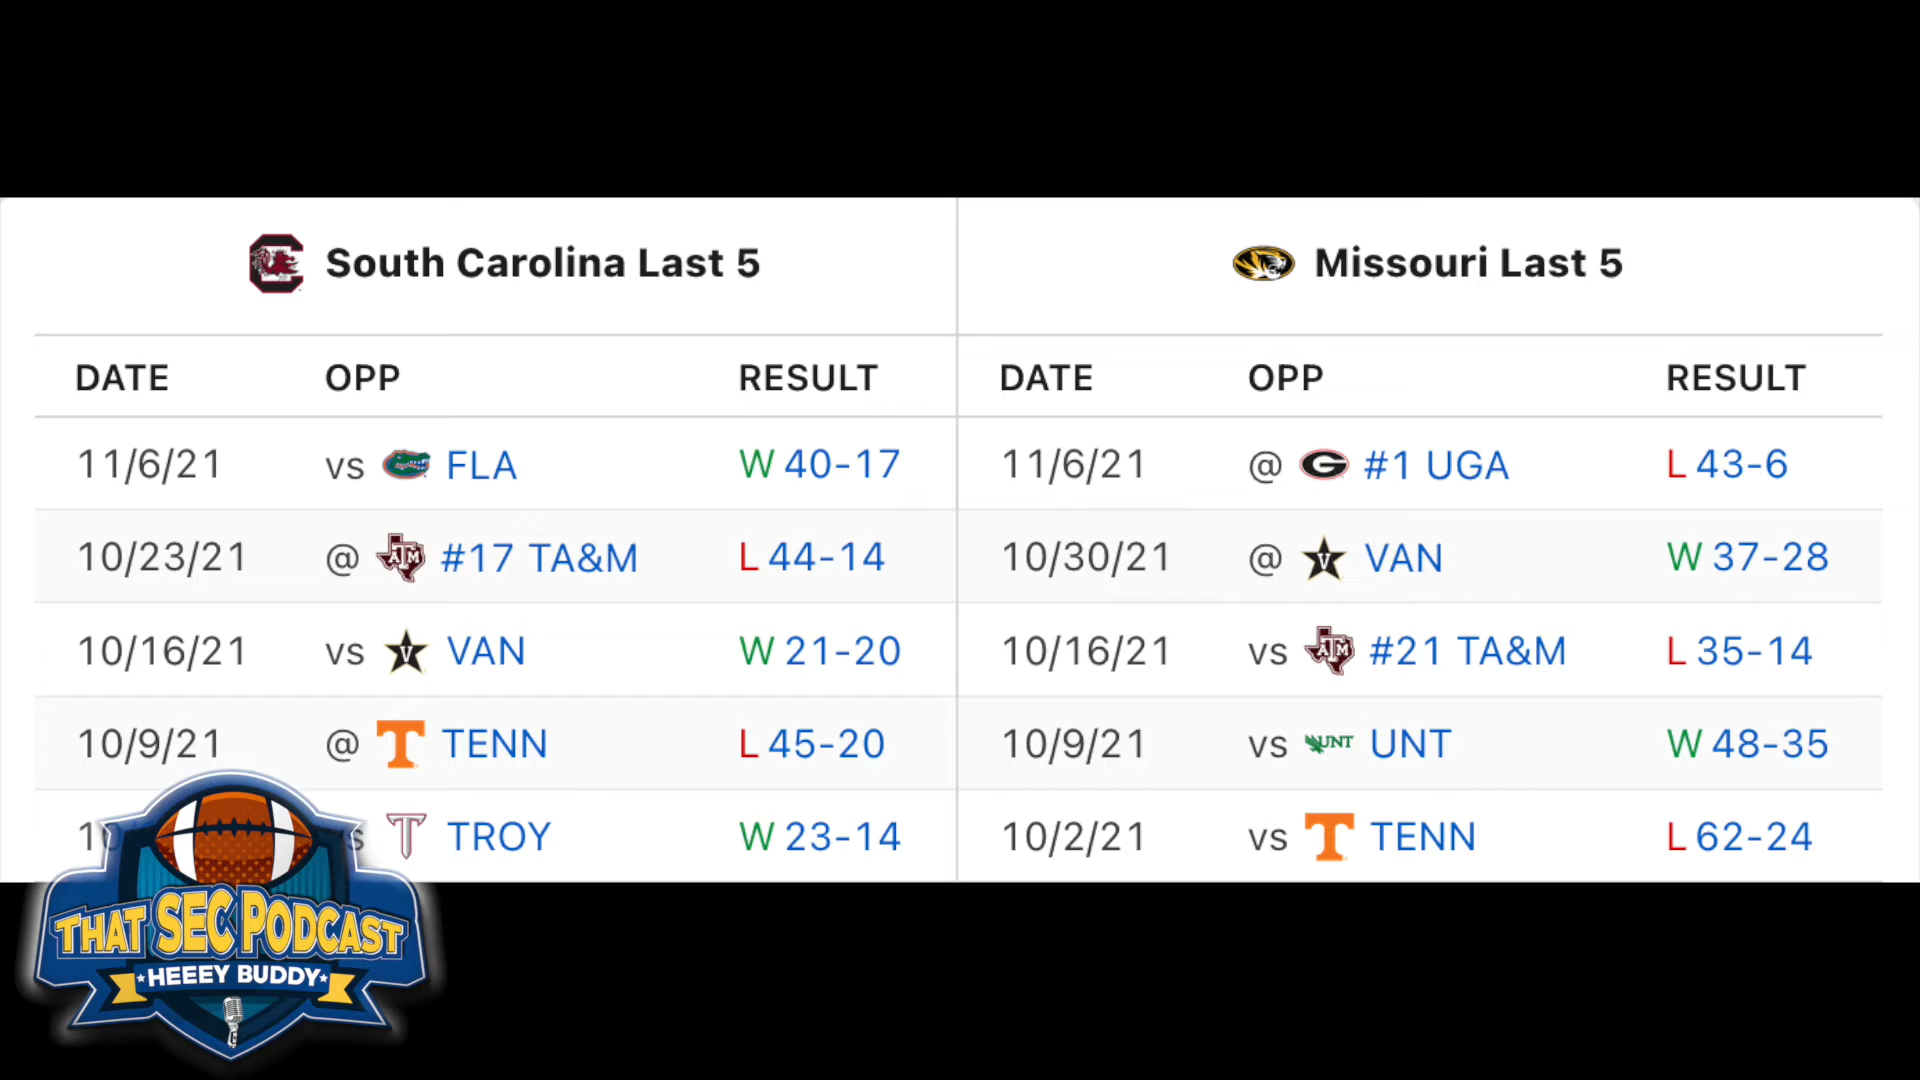 South Carolina Last 5
DATE OPP RESULT
11/6/21 vs FLA W 40-17
10/23/21 @ #17 TA&M L 44-14
10/16/21 vs VAN W 21-20
10/9/21 @ TENN L 45-20
TROY W 23-14
Missouri Last 5
DATE OPP RESULT
11/6/21 @ #1 UGA L 43-6
10/30/21 @ VAN W 37-28
10/16/21 vs #21 TA&M L 35-14
10/9/21 vs UNT UNT W 48-35
10/2/21 vs TENN L 62-24
THAT SEC PODCAST
HEEEY BUDDY